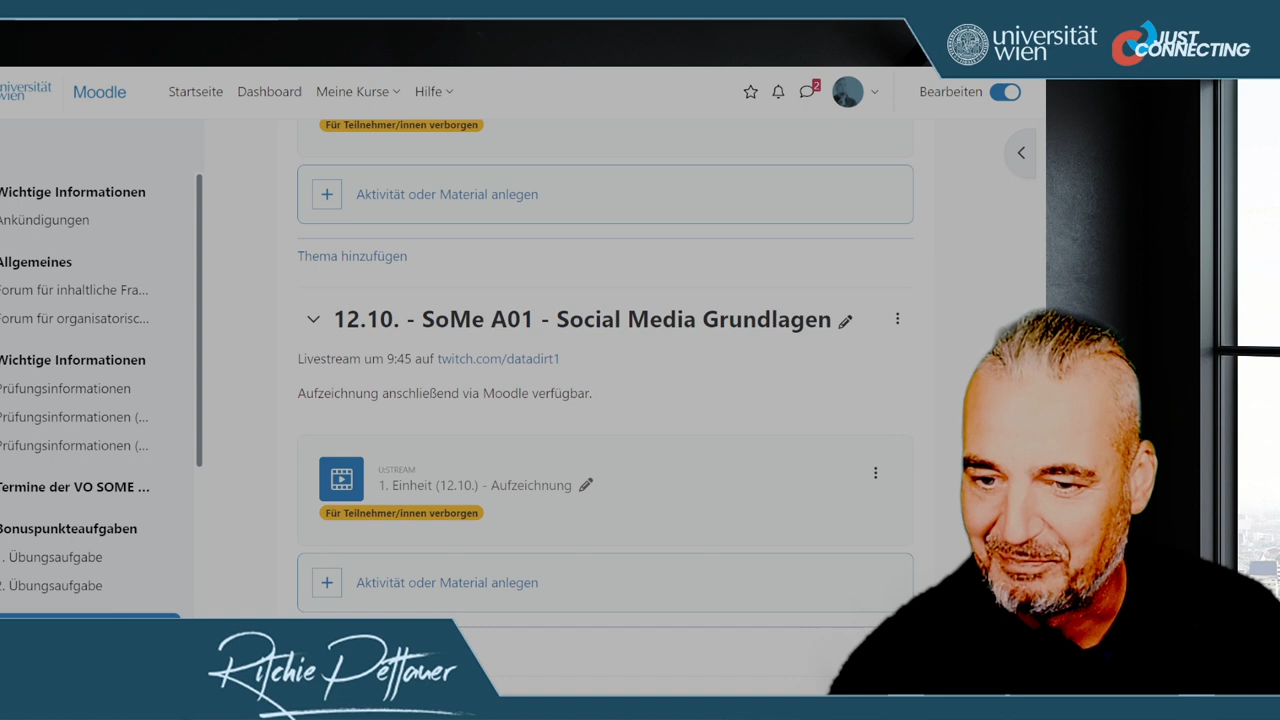 universität
wien
JUST
CONNECTING
universität
wien
Moodle
Startseite
Dashboard
Meine Kurse
Hilfe
2
Bearbeiten
Für Teilnehmer/innen verborgen
Wichtige Informationen
Ankündigungen
Allgemeines
Forum für inhaltliche Fra...
Forum für organisatorisc...
Wichtige Informationen
Prüfungsinformationen
Prüfungsinformationen (...
Prüfungsinformationen (...
Termine der VO SOME ...
Bonuspunkteaufgaben
1. Übungsaufgabe
2. Übungsaufgabe
Aktivität oder Material anlegen
Thema hinzufügen
12.10. - SoMe A01 - Social Media Grundlagen
Livestream um 9:45 auf twitch.com/datadirt1
Aufzeichnung anschließend via Moodle verfügbar.
U:STREAM
1. Einheit (12.10.) - Aufzeichnung
Für Teilnehmer/innen verborgen
Aktivität oder Material anlegen
Ritchie Pettauer